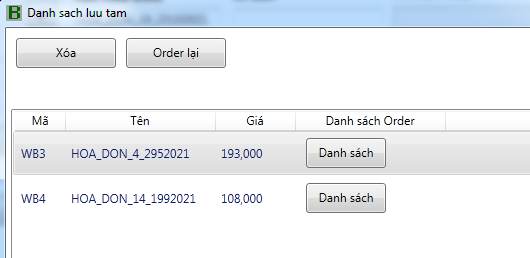 B Danh sach luu tam
Xóa Order lại
Mã Tên Giá Danh sách Order
WB3 HOA_DON_4_2952021 193,000 Danh sách
WB4 HOA_DON_14_1992021 108,000 Danh sách